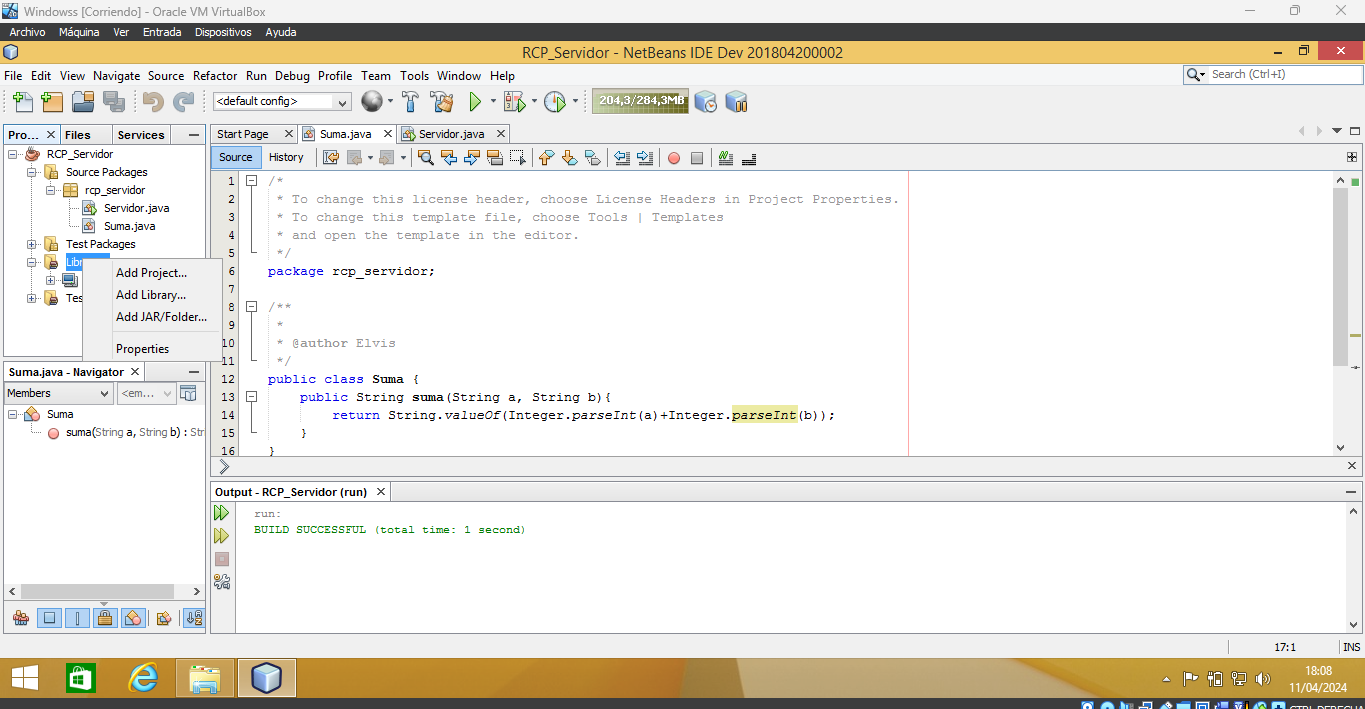 Windowss [Corriendo] - Oracle VM VirtualBox
Archivo Máquina Ver Entrada Dispositivos Ayuda
RCP_Servidor - NetBeans IDE Dev 201804200002
File Edit View Navigate Source Refactor Run Debug Profile Team Tools Window Help
Search (Ctrl+I)
<default config>
204,3/284,3MB
Pro... Files Services
RCP_Servidor
Source Packages
rcp_servidor
Servidor.java
Suma.java
Test Packages
Add Project...
Add Library...
Add JAR/Folder...
Properties
Start Page Suma.java Servidor.java
Source History
1 /*
2 * To change this license header, choose License Headers in Project Properties.
3 * To change this template file, choose Tools | Templates
4 * and open the template in the editor.
5 */
6 package rcp_servidor;
7
8 /**
9 *
10 * @author Elvis
11 */
12 public class Suma {
13 public String suma(String a, String b){
14 return String.valueOf(Integer.parseInt(a)+Integer.parseInt(b));
15 }
16 }
Suma.java - Navigator
Members <em...
Suma
suma(String a, String b) : Str
Output - RCP_Servidor (run)
run:
BUILD SUCCESSFUL (total time: 1 second)
17:1 INS
18:08
11/04/2024